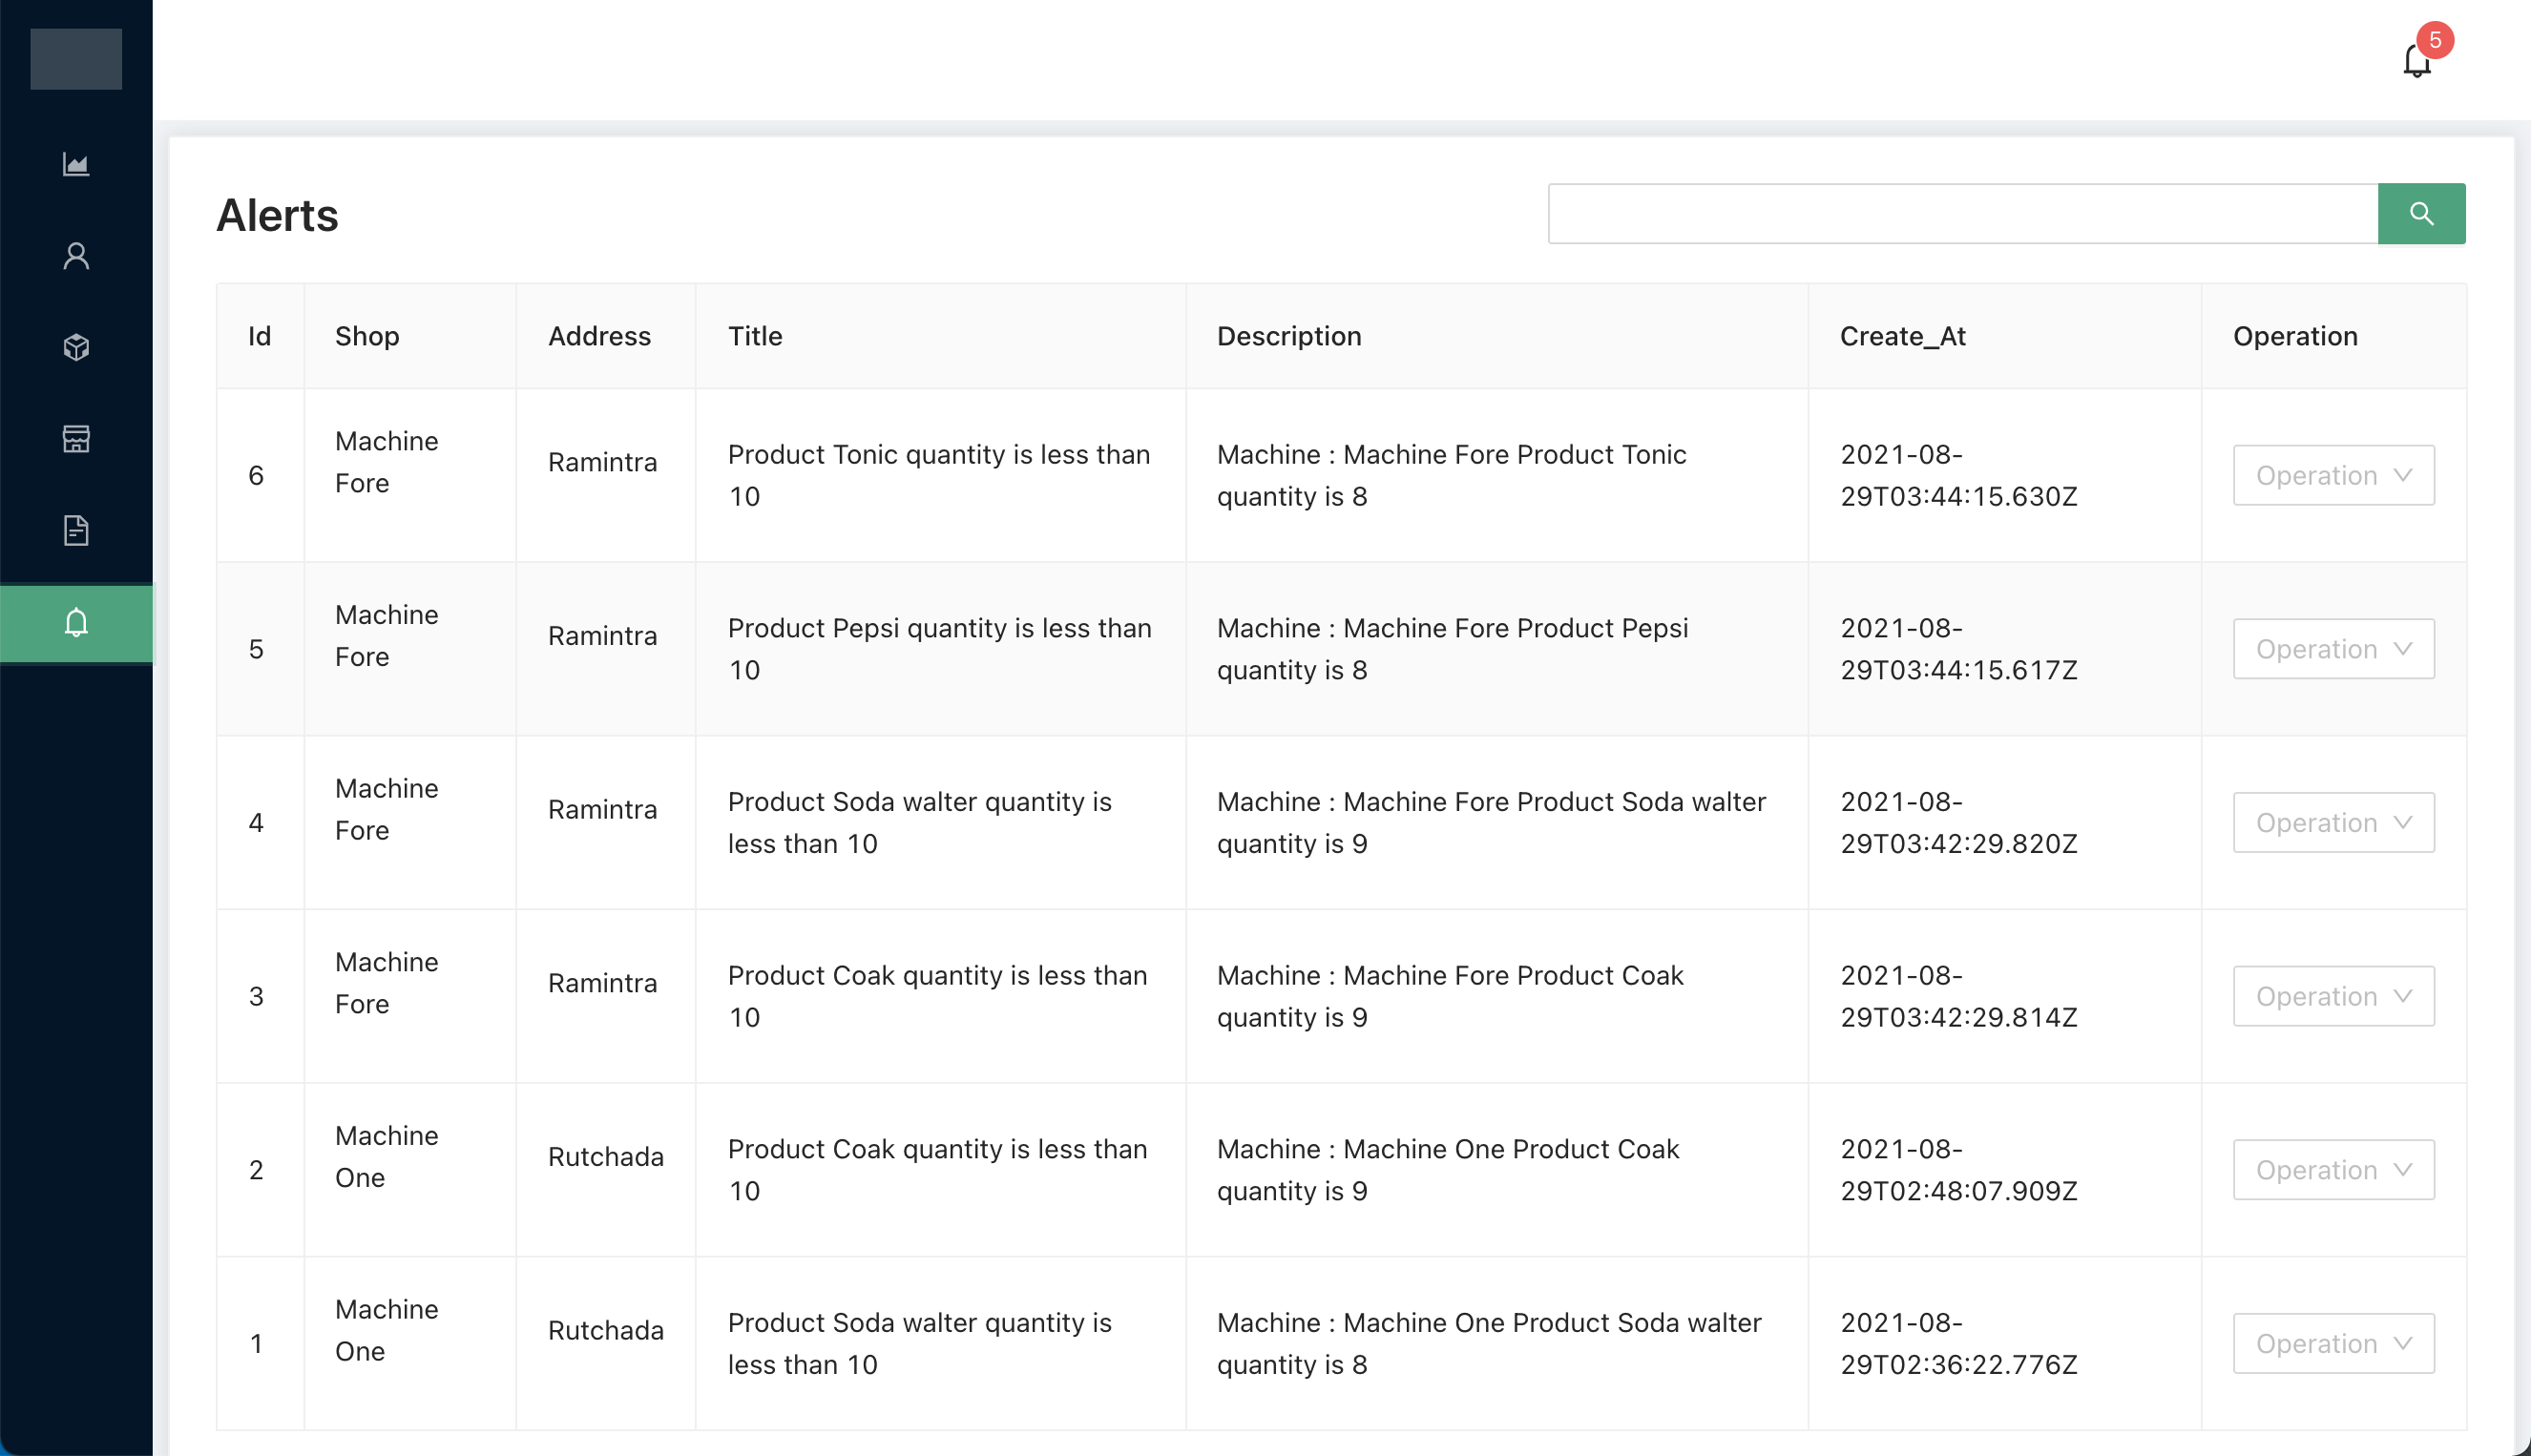 5
Alerts
Id Shop Address Title Description Create_At Operation
6
Machine
Fore
Ramintra
Product Tonic quantity is less than
10
Machine : Machine Fore Product Tonic
quantity is 8
2021-08-
29T03:44:15.630Z
Operation
5
Machine
Fore
Ramintra
Product Pepsi quantity is less than
10
Machine : Machine Fore Product Pepsi
quantity is 8
2021-08-
29T03:44:15.617Z
Operation
4
Machine
Fore
Ramintra
Product Soda walter quantity is
less than 10
Machine : Machine Fore Product Soda walter
quantity is 9
2021-08-
29T03:42:29.820Z
Operation
3
Machine
Fore
Ramintra
Product Coak quantity is less than
10
Machine : Machine Fore Product Coak
quantity is 9
2021-08-
29T03:42:29.814Z
Operation
2
Machine
One
Rutchada
Product Coak quantity is less than
10
Machine : Machine One Product Coak
quantity is 9
2021-08-
29T02:48:07.909Z
Operation
1
Machine
One
Rutchada
Product Soda walter quantity is
less than 10
Machine : Machine One Product Soda walter
quantity is 8
2021-08-
29T02:36:22.776Z
Operation